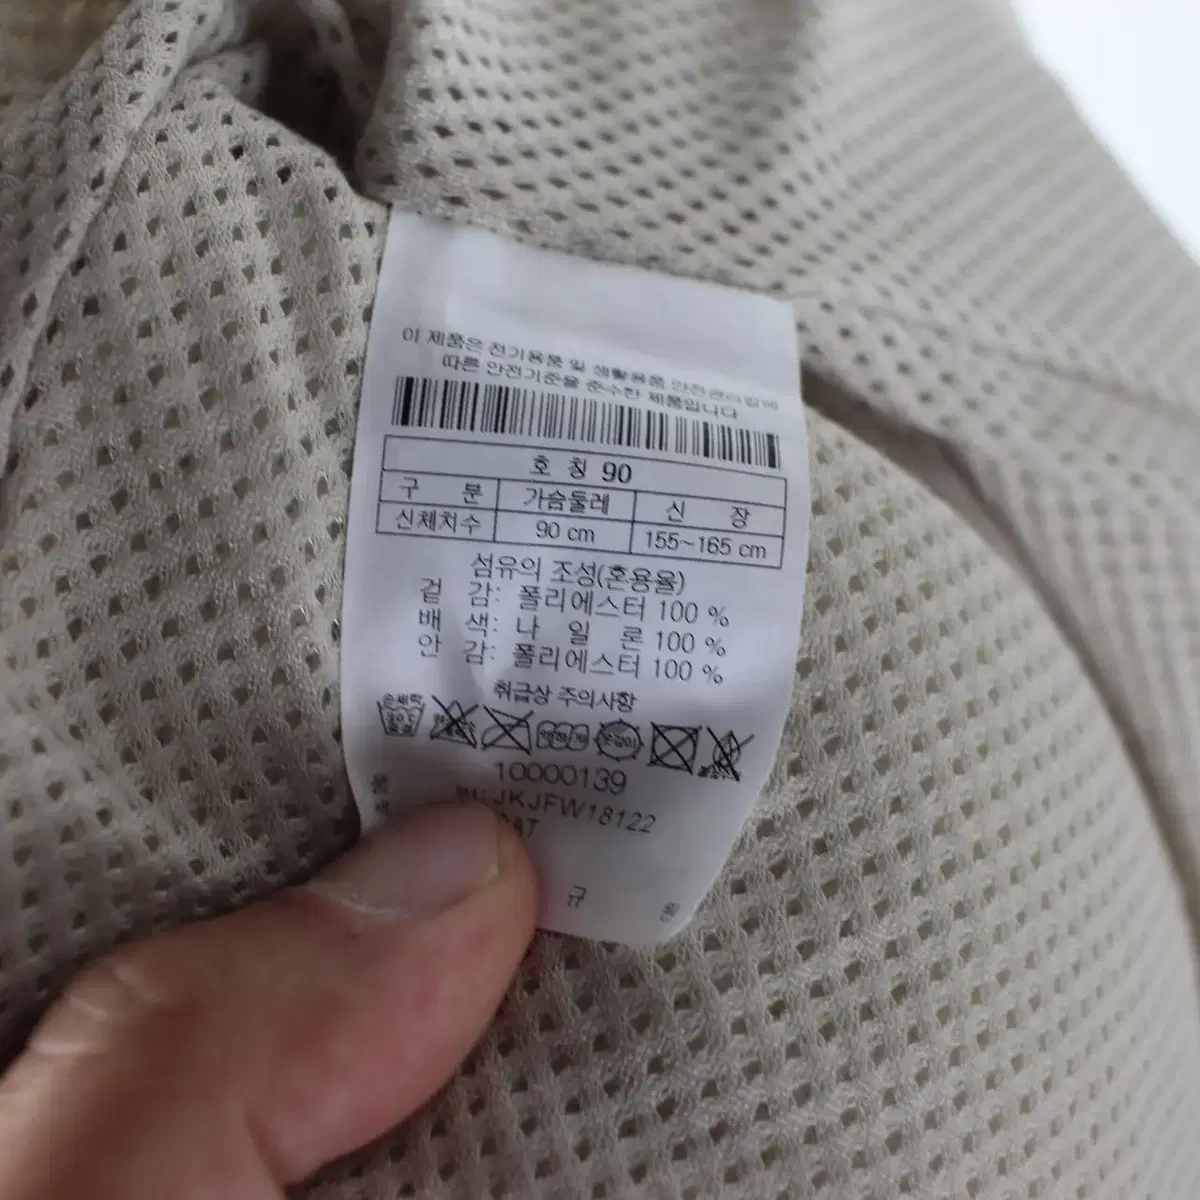 이 제품은 전기용품 및 생활용품 안전관리법에
따른 안전기준을 준수한 제품입니다
호 칭 90
구 분 가슴둘레 신 장
신체치수 90 cm 155~165 cm
섬유의 조성(혼용율)
겉 감: 폴리에스터 100 %
배 색: 나 일 론 100 %
안 감: 폴리에스터 100 %
취급상 주의사항
손세탁
10000139
JKJFW18122